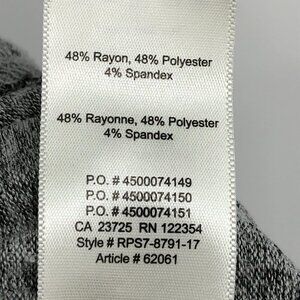 48% Rayon, 48% Polyester
4% Spandex
48% Rayonne, 48% Polyester
4% Spandex
P.O. # 4500074149
P.O. # 4500074150
P.O. # 4500074151
CA 23725 RN 122354
Style # RPS7-8791-17
Article # 62061